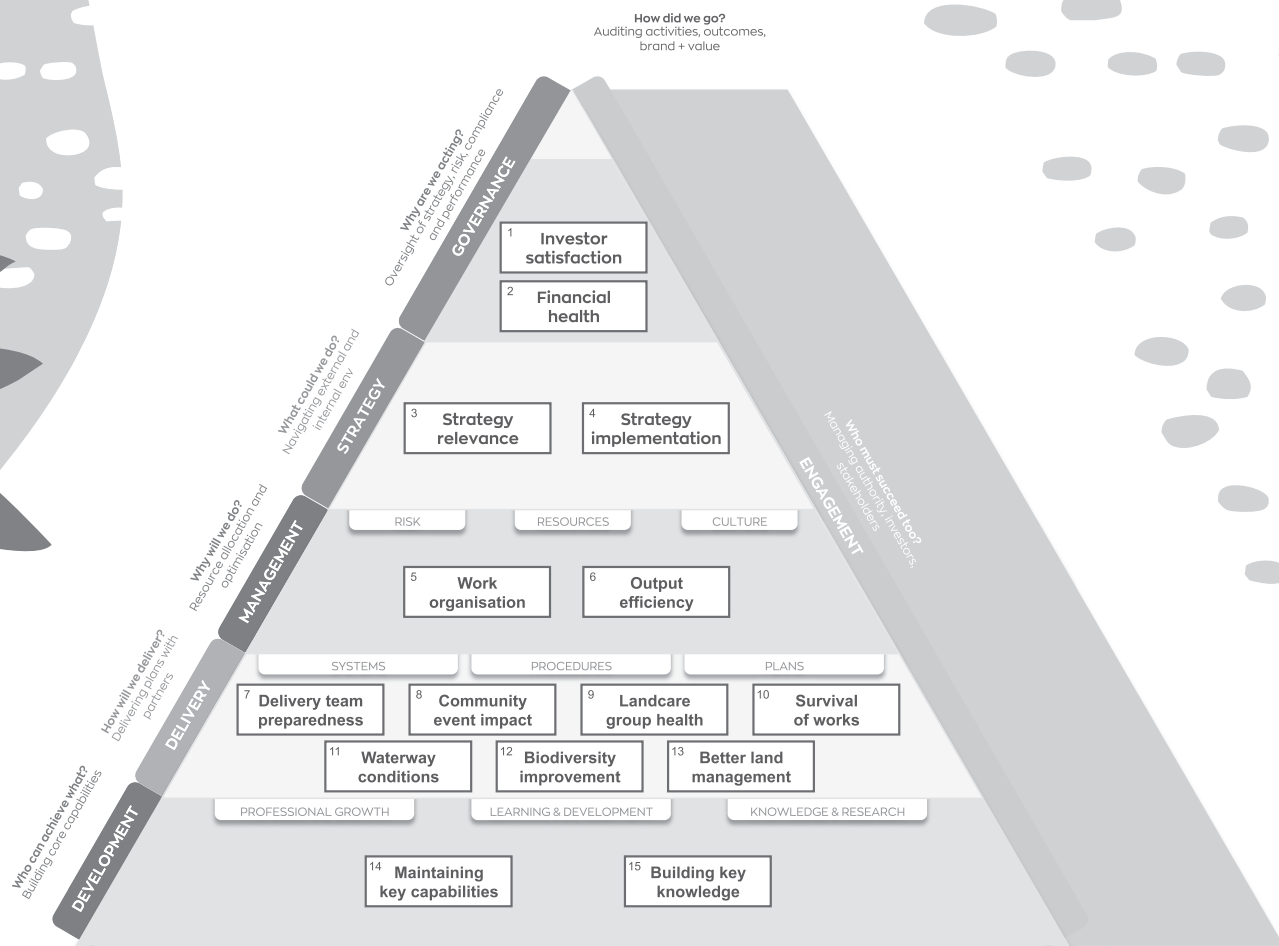 How did we go?
Auditing activities, outcomes,
brand + value
Why are we acting?
Oversight of strategy, risk, compliance
and performance
GOVERNANCE
1 Investor
satisfaction
2 Financial
health
What could we do?
Navigating external and
internal env
STRATEGY
3 Strategy
relevance
4 Strategy
implementation
Who must succeed too?
Managing authority, investors,
stakeholders
ENGAGEMENT
Why will we do?
Resource allocation and
optimisation
MANAGEMENT
RISK
RESOURCES
CULTURE
5 Work
organisation
6 Output
efficiency
How will we deliver?
Delivering plans with
partners
DELIVERY
SYSTEMS
PROCEDURES
PLANS
7 Delivery team
preparedness
8 Community
event impact
9 Landcare
group health
10 Survival
of works
11 Waterway
conditions
12 Biodiversity
improvement
13 Better land
management
Who can achieve what?
Building core capabilities
DEVELOPMENT
PROFESSIONAL GROWTH
LEARNING & DEVELOPMENT
KNOWLEDGE & RESEARCH
14 Maintaining
key capabilities
15 Building key
knowledge